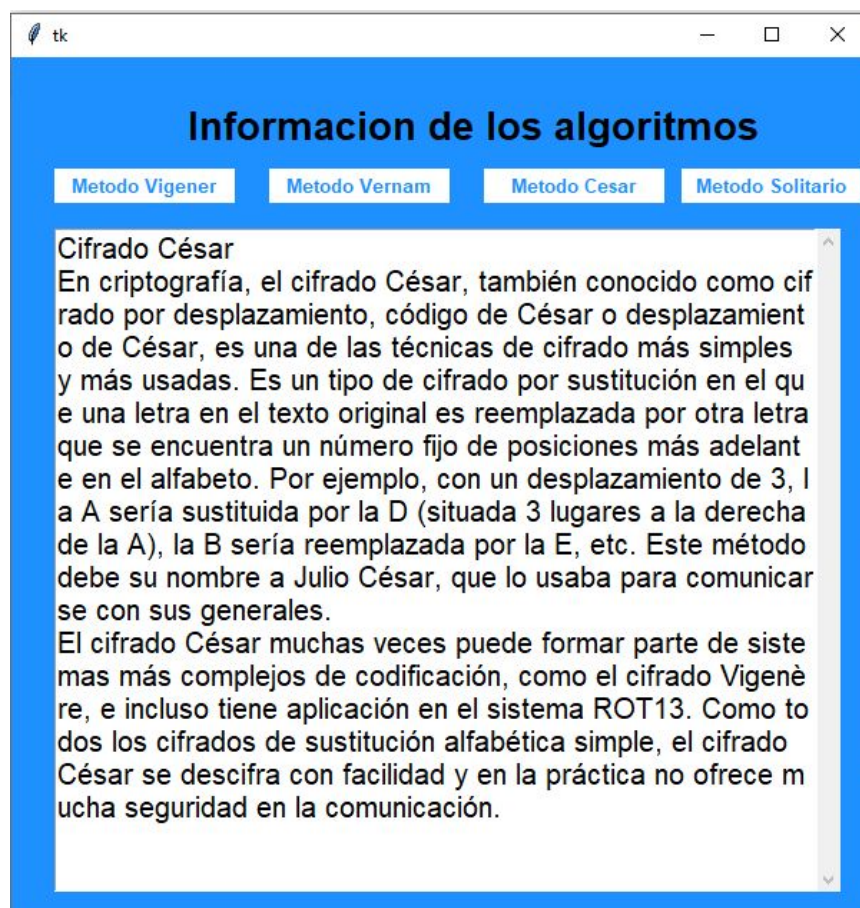 tk
Informacion de los algoritmos
Metodo Vigener Metodo Vernam Metodo Cesar Metodo Solitario
Cifrado César
En criptografía, el cifrado César, también conocido como cif
rado por desplazamiento, código de César o desplazamient
o de César, es una de las técnicas de cifrado más simples
y más usadas. Es un tipo de cifrado por sustitución en el qu
e una letra en el texto original es reemplazada por otra letra
que se encuentra un número fijo de posiciones más adelant
e en el alfabeto. Por ejemplo, con un desplazamiento de 3, l
a A sería sustituida por la D (situada 3 lugares a la derecha
de la A), la B sería reemplazada por la E, etc. Este método
debe su nombre a Julio César, que lo usaba para comunicar
se con sus generales.
El cifrado César muchas veces puede formar parte de siste
mas más complejos de codificación, como el cifrado Vigenè
re, e incluso tiene aplicación en el sistema ROT13. Como to
dos los cifrados de sustitución alfabética simple, el cifrado
César se descifra con facilidad y en la práctica no ofrece m
ucha seguridad en la comunicación.